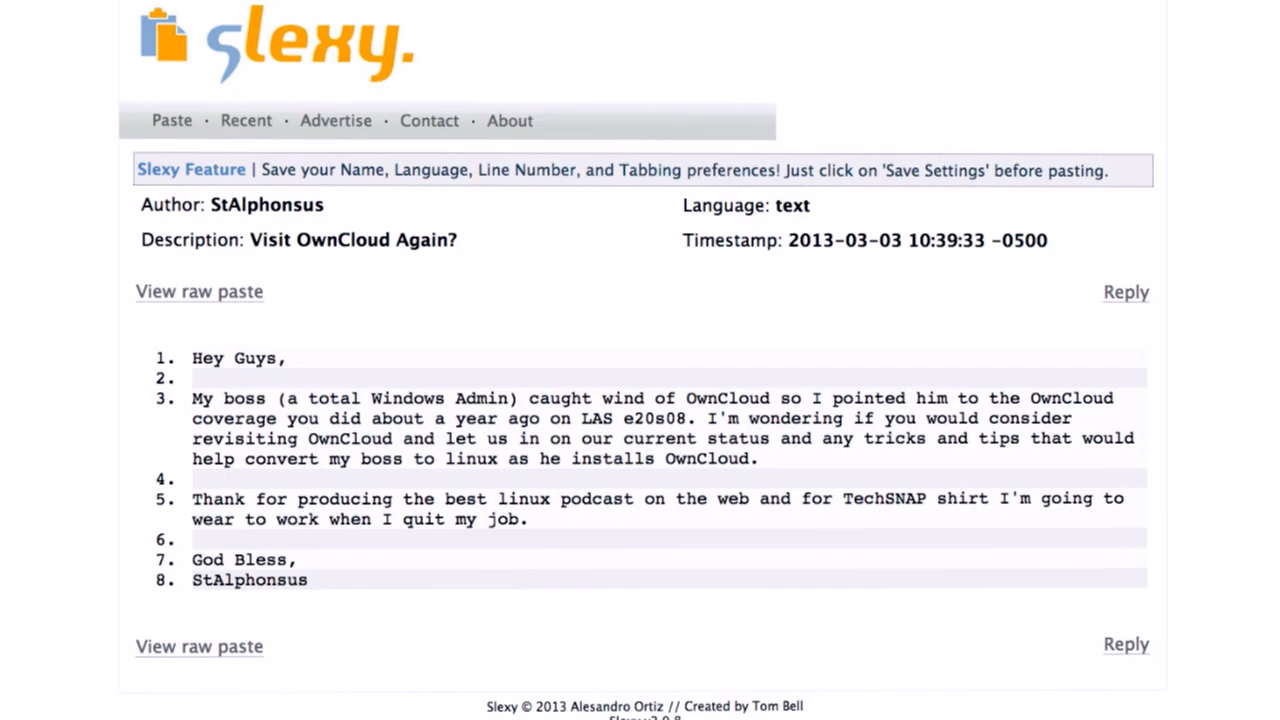 slexy.
Paste · Recent · Advertise · Contact · About
Slexy Feature | Save your Name, Language, Line Number, and Tabbing preferences! Just click on 'Save Settings' before pasting.
Author: StAlphonsus
Language: text
Description: Visit OwnCloud Again?
Timestamp: 2013-03-03 10:39:33 -0500
View raw paste
Reply
1. Hey Guys,
2.
3. My boss (a total Windows Admin) caught wind of OwnCloud so I pointed him to the OwnCloud
coverage you did about a year ago on LAS e20s08. I'm wondering if you would consider
revisiting OwnCloud and let us in on our current status and any tricks and tips that would
help convert my boss to linux as he installs OwnCloud.
4.
5. Thank for producing the best linux podcast on the web and for TechSNAP shirt I'm going to
wear to work when I quit my job.
6.
7. God Bless,
8. StAlphonsus
View raw paste
Reply
Slexy © 2013 Alesandro Ortiz // Created by Tom Bell